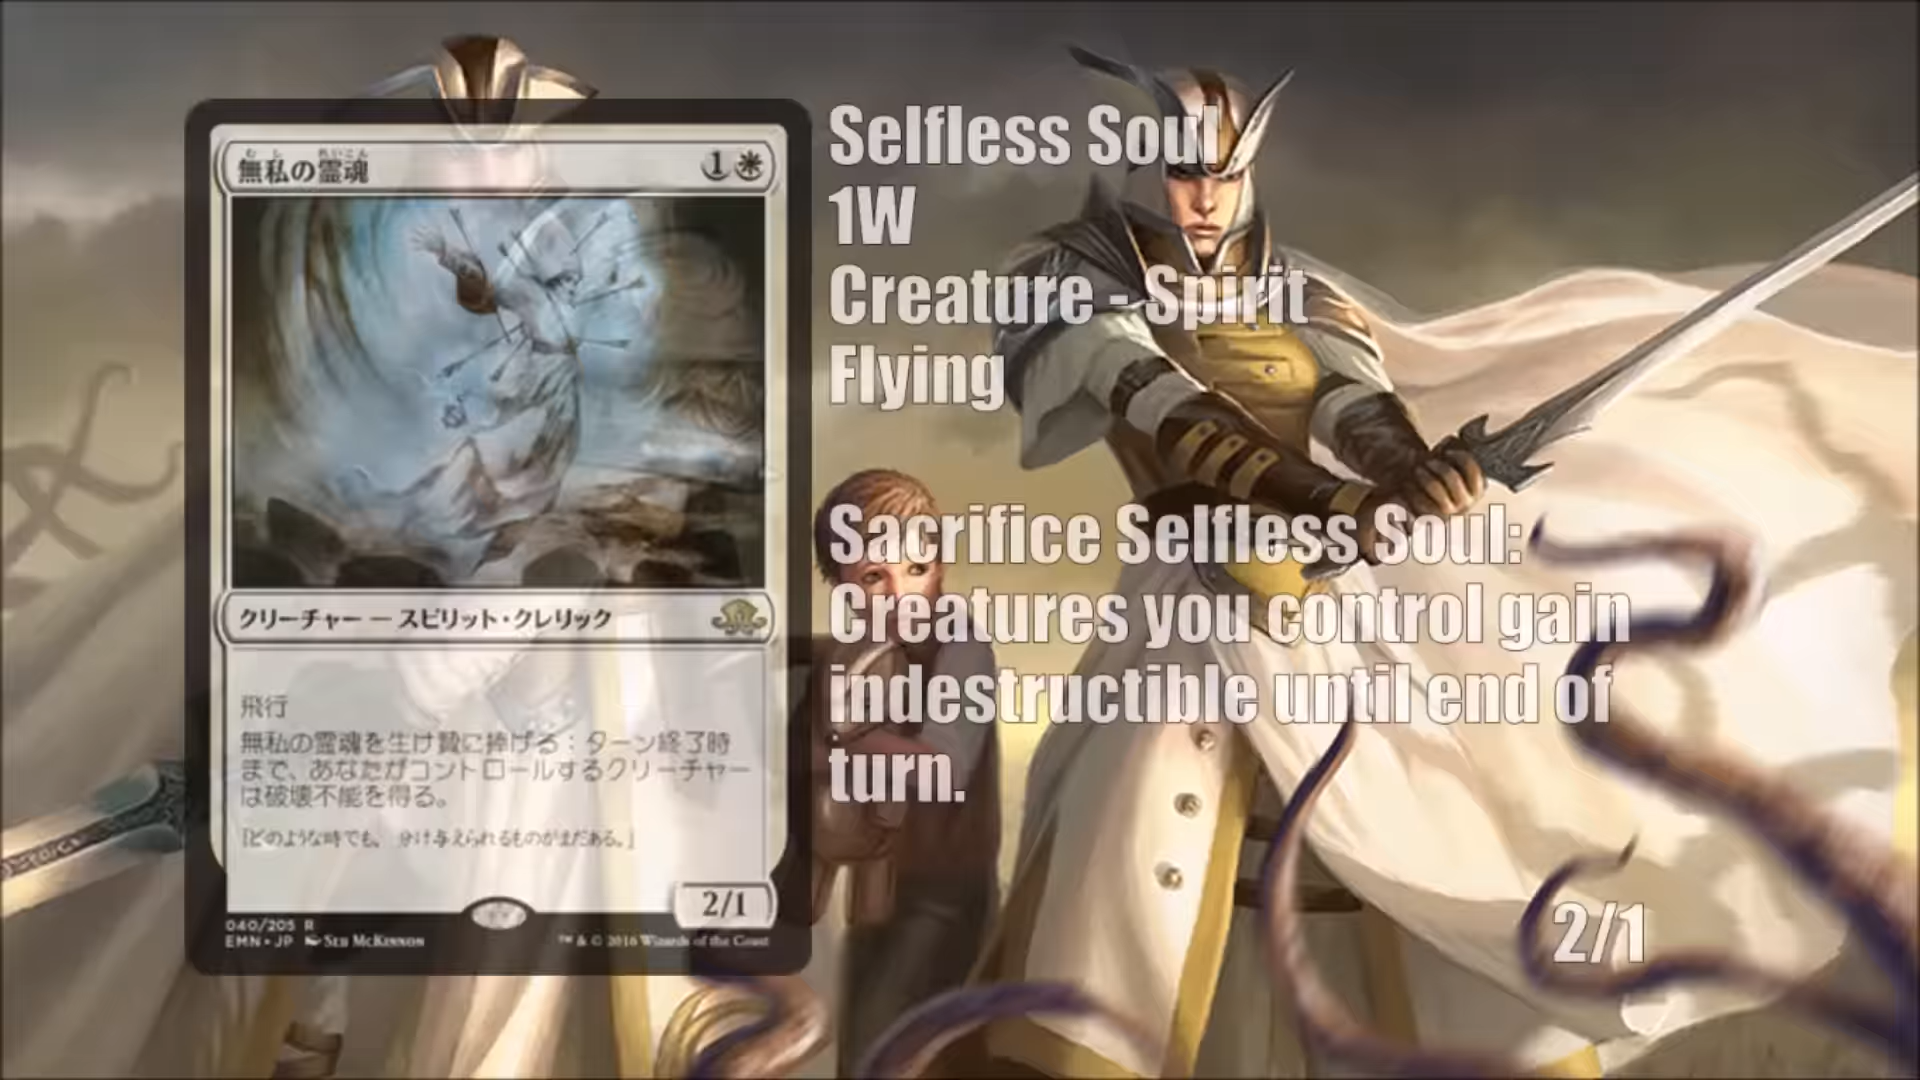 無私の霊魂
1
クリーチャー — スピリット・クレリック
飛行
無私の霊魂を生け贄に捧げる：ターン終了時
まで、あなたがコントロールするクリーチャー
は破壊不能を得る。
「どのような時でも、分け与えられるものがまだある。」
2/1
040/205 R
EMN • JP Seb McKinnon
™ & © 2016 Wizards of the Coast
Selfless Soul
1W
Creature - Spirit
Flying
Sacrifice Selfless Soul:
Creatures you control gain
indestructible until end of
turn.
2/1